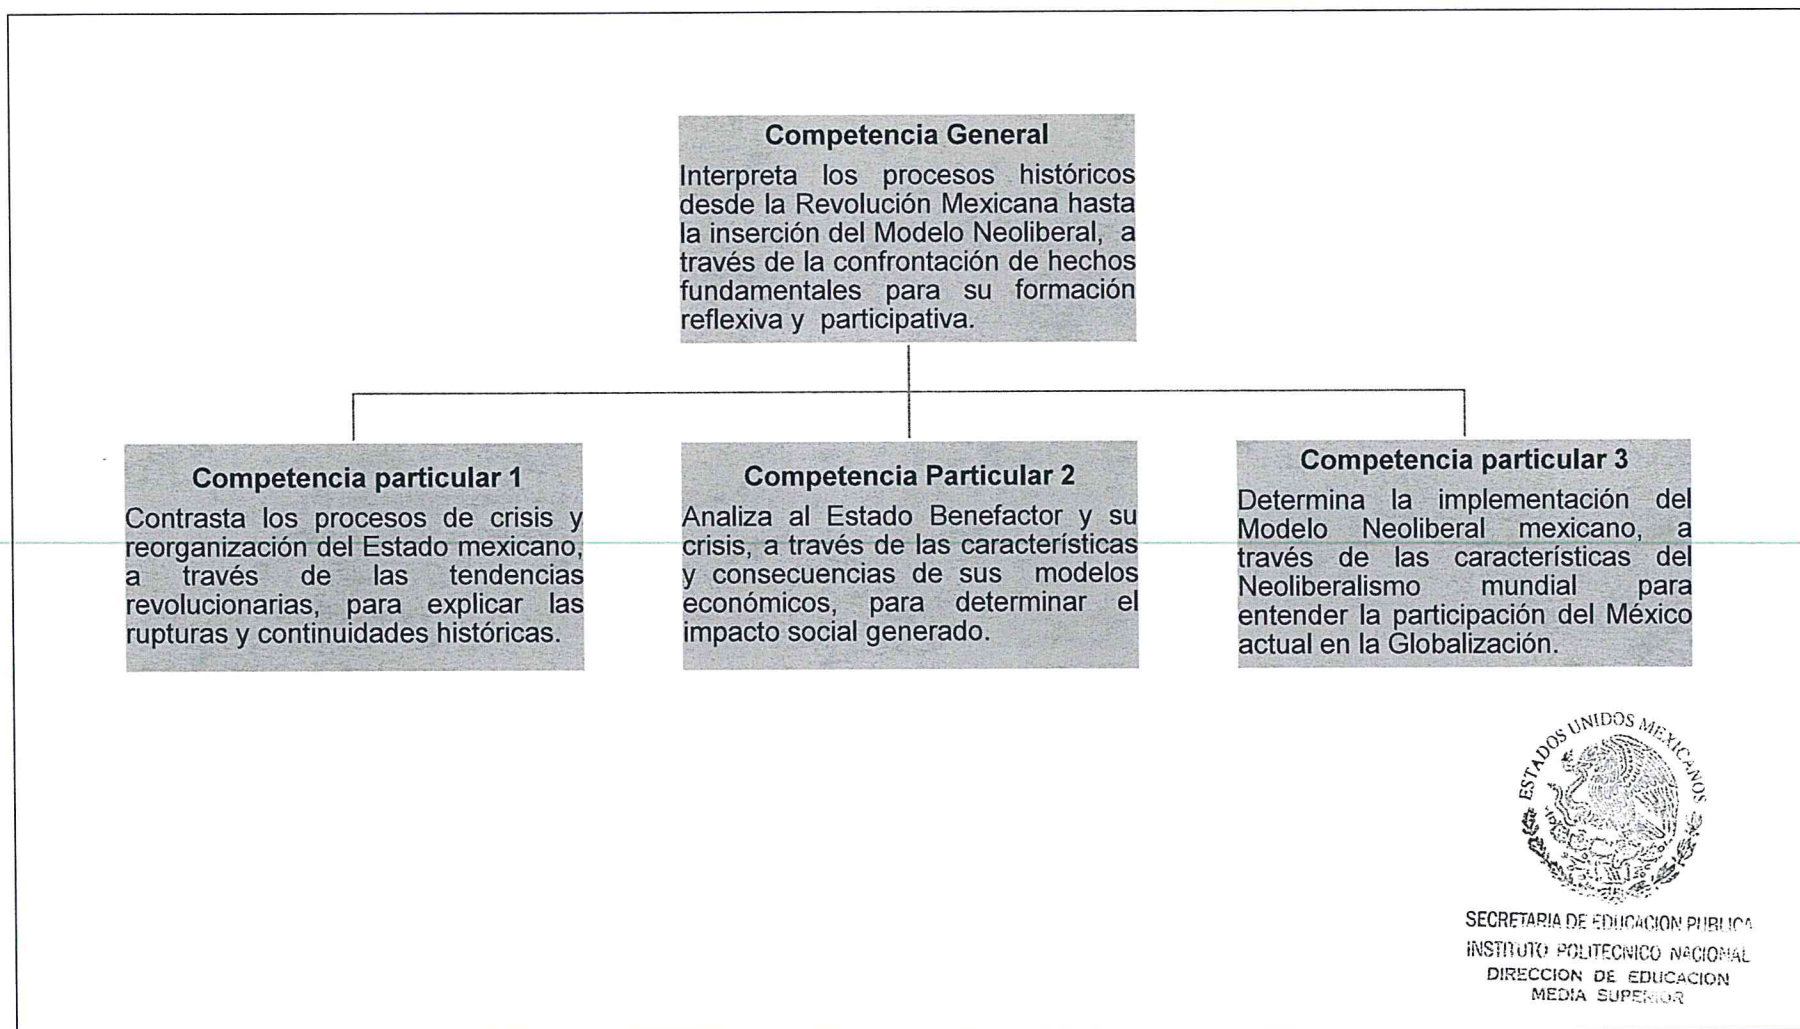 Competencia General
Interpreta los procesos históricos
desde la Revolución Mexicana hasta
la inserción del Modelo Neoliberal, a
través de la confrontación de hechos
fundamentales para su formación
reflexiva y participativa.
Competencia particular 1
Contrasta los procesos de crisis y
reorganización del Estado mexicano,
a través de las tendencias
revolucionarias, para explicar las
rupturas y continuidades históricas.
Competencia Particular 2
Analiza al Estado Benefactor y su
crisis, a través de las características
y consecuencias de sus modelos
económicos, para determinar el
impacto social generado.
Competencia particular 3
Determina la implementación del
Modelo Neoliberal mexicano, a
través de las características del
Neoliberalismo mundial para
entender la participación del México
actual en la Globalización.
ESTADOS UNIDOS MEXICANOS
SECRETARIA DE EDUCACION PUBLICA
INSTITUTO POLITECNICO NACIONAL
DIRECCION DE EDUCACION
MEDIA SUPERIOR